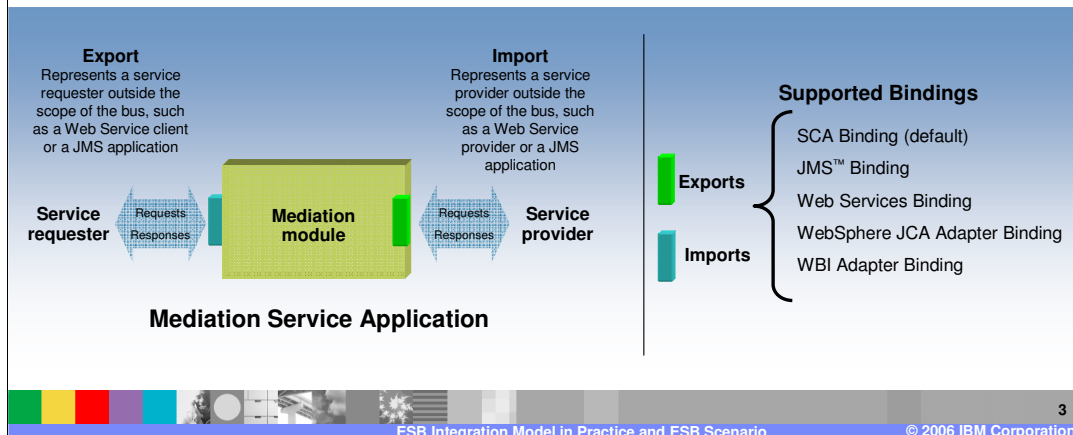 Export
Represents a service
requester outside the
scope of the bus, such
as a Web Service client
or a JMS application
Import
Represents a service
provider outside the
scope of the bus, such
as a Web Service
provider or a JMS
application
Service
requester
Requests
Responses
Mediation
module
Requests
Responses
Service
provider
Mediation Service Application
Exports
Imports
Supported Bindings
SCA Binding (default)
JMS™ Binding
Web Services Binding
WebSphere JCA Adapter Binding
WBI Adapter Binding
3
ESB Integration Model in Practice and ESB Scenario
© 2006 IBM Corporation